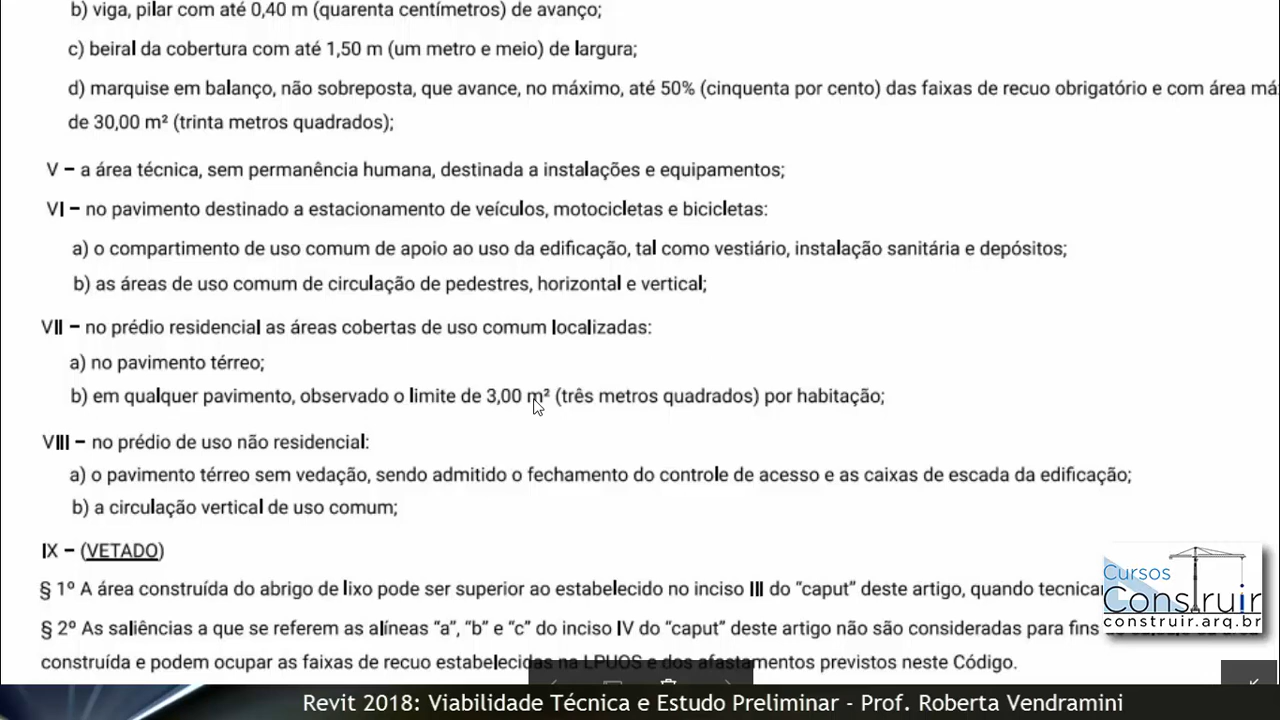 b) viga, pilar com até 0,40 m (quarenta centímetros) de avanço;
c) beiral da cobertura com até 1,50 m (um metro e meio) de largura;
d) marquise em balanço, não sobreposta, que avance, no máximo, até 50% (cinquenta por cento) das faixas de recuo obrigatório e com área má
de 30,00 m² (trinta metros quadrados);
V – a área técnica, sem permanência humana, destinada a instalações e equipamentos;
VI – no pavimento destinado a estacionamento de veículos, motocicletas e bicicletas:
a) o compartimento de uso comum de apoio ao uso da edificação, tal como vestiário, instalação sanitária e depósitos;
b) as áreas de uso comum de circulação de pedestres, horizontal e vertical;
VII – no prédio residencial as áreas cobertas de uso comum localizadas:
a) no pavimento térreo;
b) em qualquer pavimento, observado o limite de 3,00 m² (três metros quadrados) por habitação;
VIII – no prédio de uso não residencial:
a) o pavimento térreo sem vedação, sendo admitido o fechamento do controle de acesso e as caixas de escada da edificação;
b) a circulação vertical de uso comum;
IX – (VETADO)
§ 1º A área construída do abrigo de lixo pode ser superior ao estabelecido no inciso III do “caput” deste artigo, quando tecnicar
§ 2º As saliências a que se referem as alíneas “a”, “b” e “c” do inciso IV do “caput” deste artigo não são consideradas para fins
construída e podem ocupar as faixas de recuo estabelecidas na LPUOS e dos afastamentos previstos neste Código.
Cursos
Construir
construir.arq.br
Revit 2018: Viabilidade Técnica e Estudo Preliminar - Prof. Roberta Vendramini